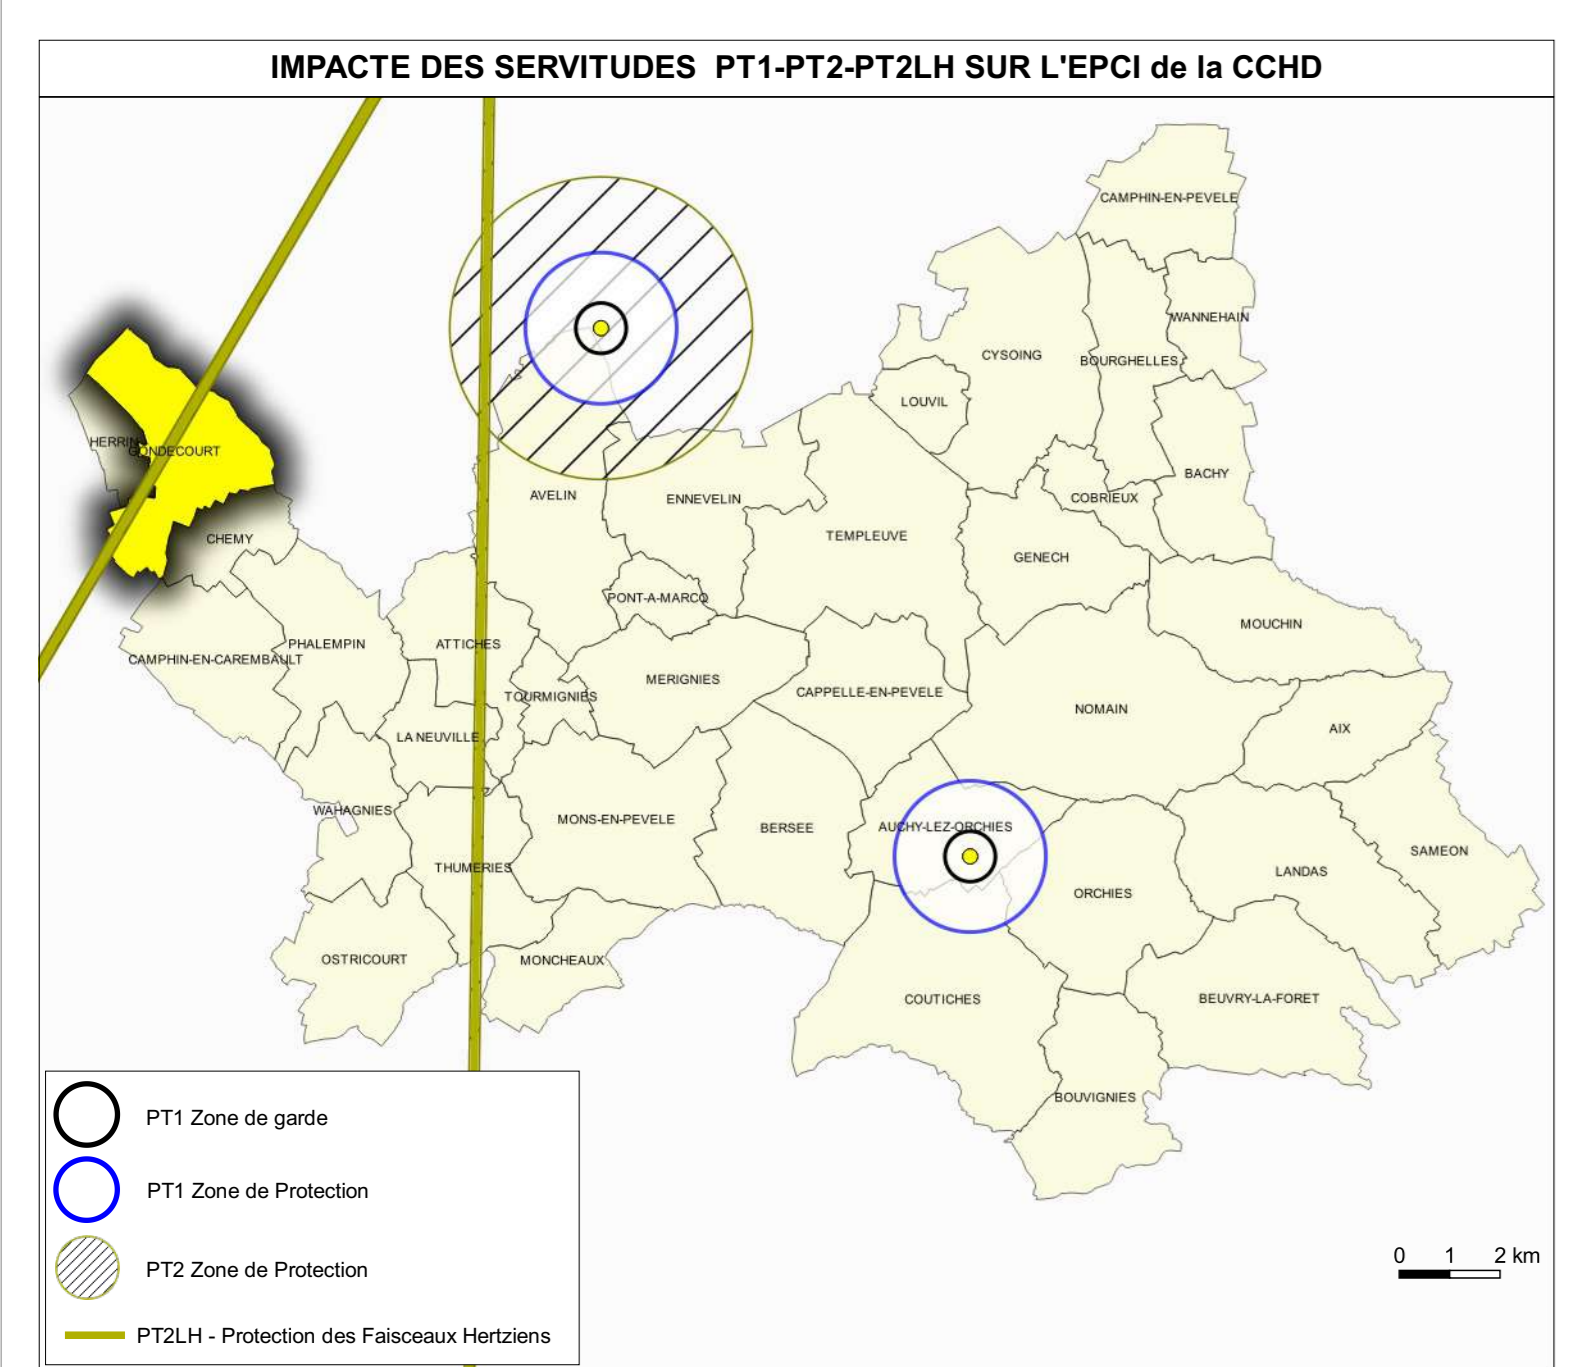 IMPACTE DES SERVITUDES PT1-PT2-PT2LH SUR L'EPCI de la CCHD
CAMPHIN-EN-PEVELE
WANNEHAIN
CYSOING
BOURGHELLES
LOUVIL
HERRIN
GONDECOURT
BACHY
AVELIN
ENNEVELIN
COBRIEUX
CHEMY
TEMPLEUVE
GENECH
PONT-A-MARCQ
MOUCHIN
PHALEMPIN
ATTICHES
CAMPHIN-EN-CAREMBAULT
MERIGNIES
TOURMIGNIES
CAPPELLE-EN-PEVELE
NOMAIN
AIX
LA NEUVILLE
WAHAGNIES
MONS-EN-PEVELE
BERSEE
AUCHY-LEZ-ORCHIES
SAMEON
THUMERIES
LANDAS
ORCHIES
OSTRICOURT
MONCHEAUX
COUTICHES
BEUVRY-LA-FORET
BOUVIGNIES
PT1 Zone de garde
PT1 Zone de Protection
PT2 Zone de Protection
PT2LH - Protection des Faisceaux Hertziens
0 1 2 km